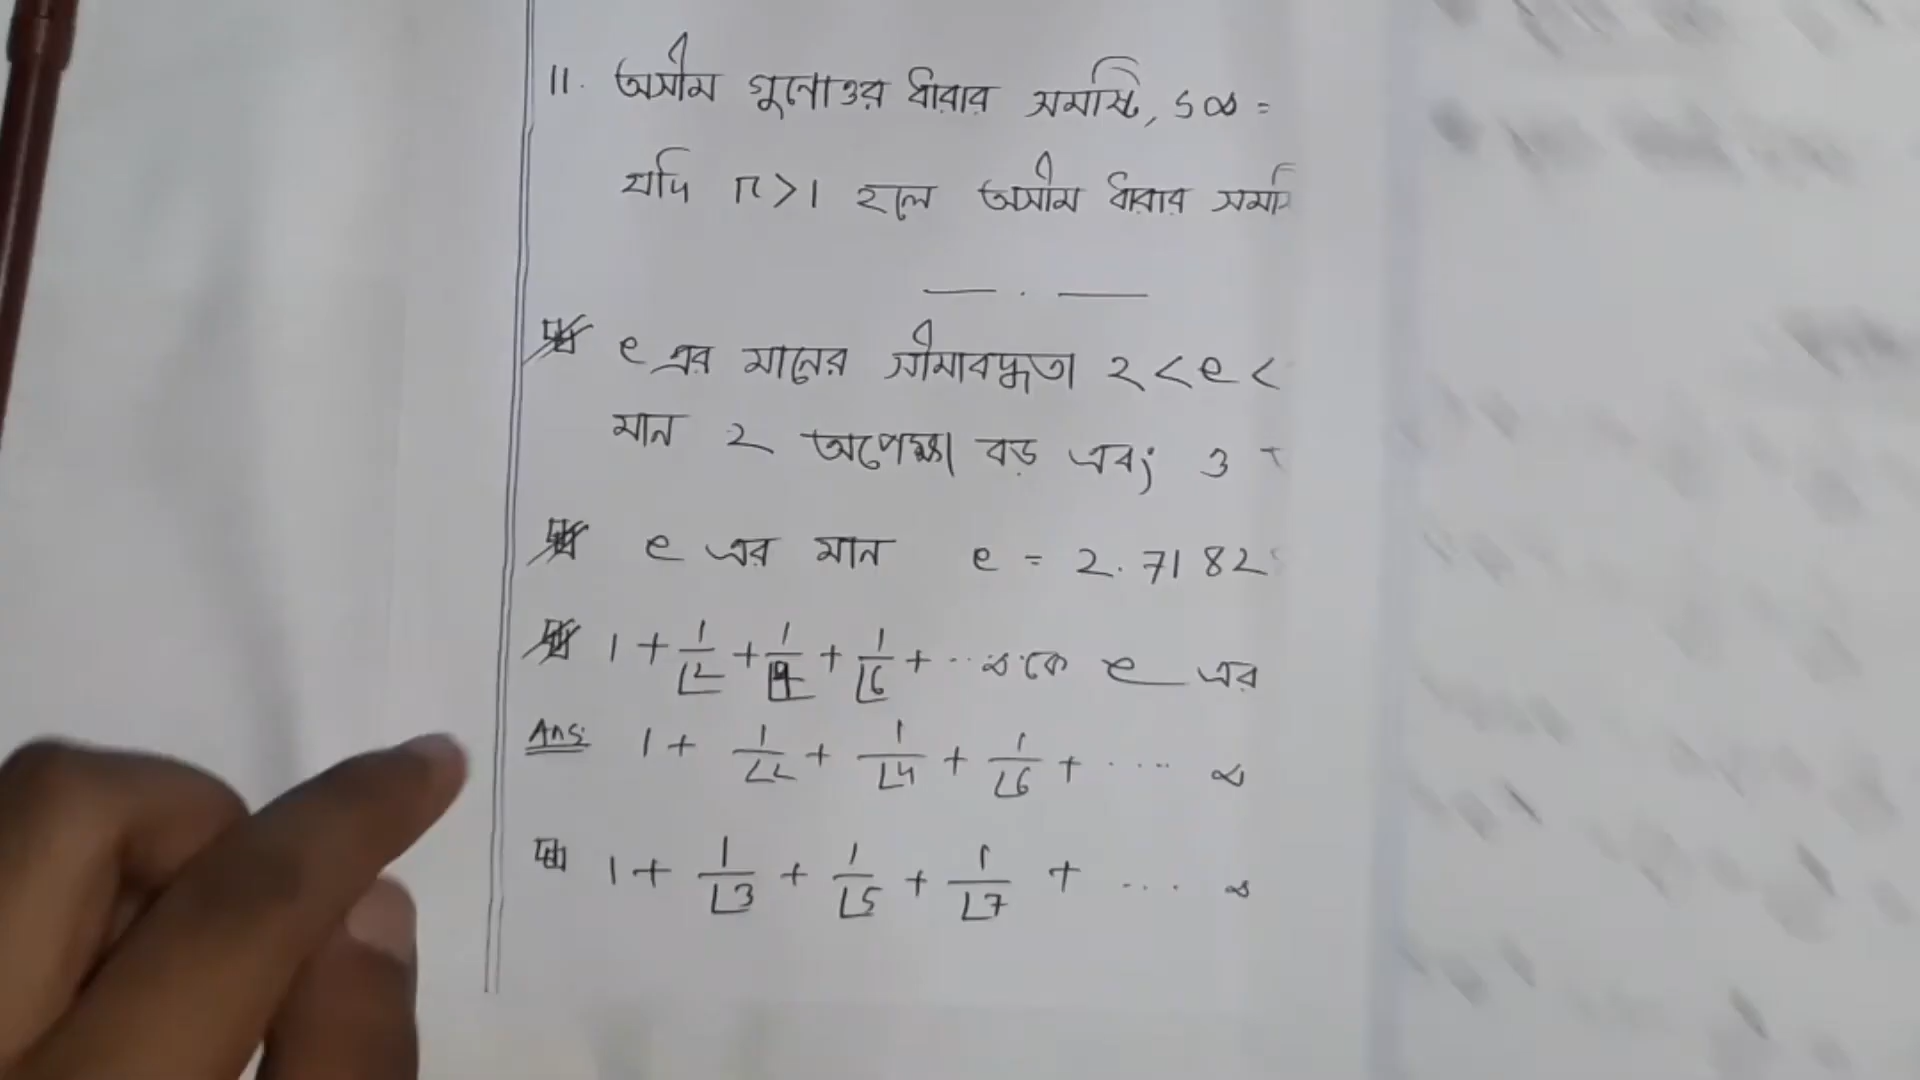 11. অসীম গুনোত্তর ধারার সমষ্টি, S∝ =
যদি r>1 হলে অসীম ধারার
e এর মানের সীমাবদ্ধতা 2<e<
মান 2 অপেক্ষা বড় এবং 3
e এর মান e = 2.7182
1 + 1/⌊2 + 1/⌊4 + 1/⌊6 + ... ∝ কে e এর
Ans: 1 + 1/⌊2 + 1/⌊4 + 1/⌊6 + .... ∝
1 + 1/⌊3 + 1/⌊5 + 1/⌊7 + .... ∝